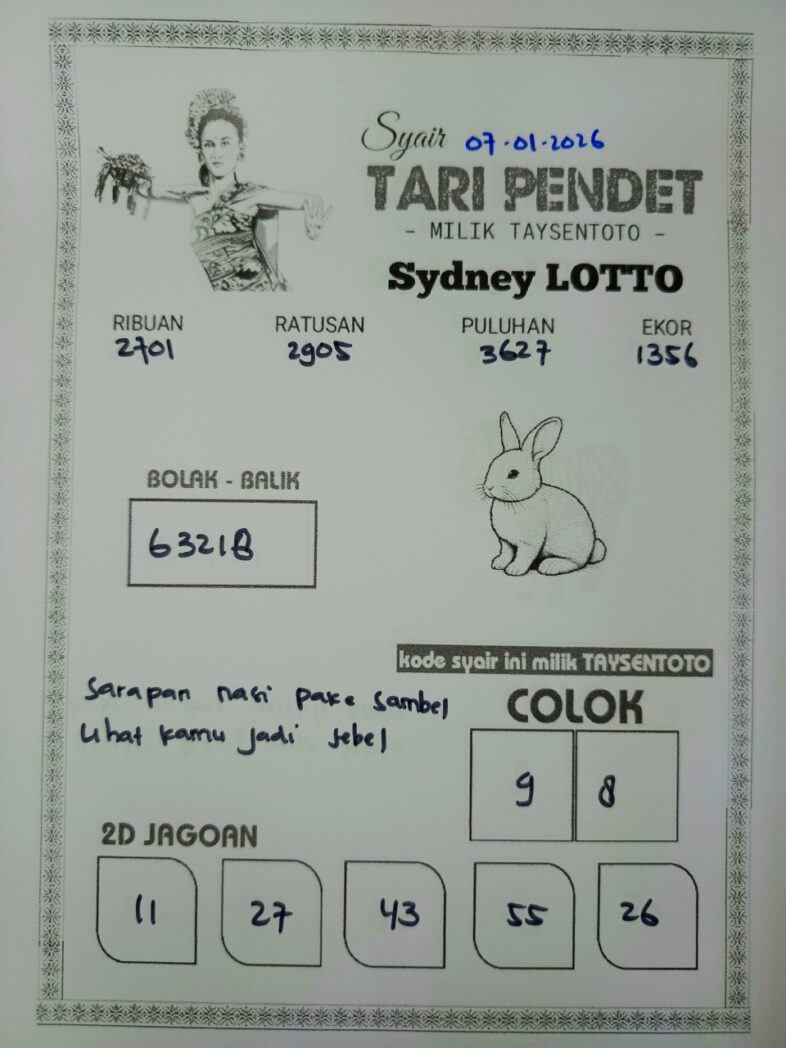 Syair 07-01-2026
TARI PENDET
- MILIK TAYSENTOTO -
Sydney LOTTO
RIBUAN RATUSAN PULUHAN EKOR
2701 2905 3627 1356
BOLAK - BALIK
63218
kode syair ini milik TAYSENTOTO
sarapan nasi pake sambel
lihat kamu jadi sebel
COLOK
9 8
2D JAGOAN
11 27 43 55 26